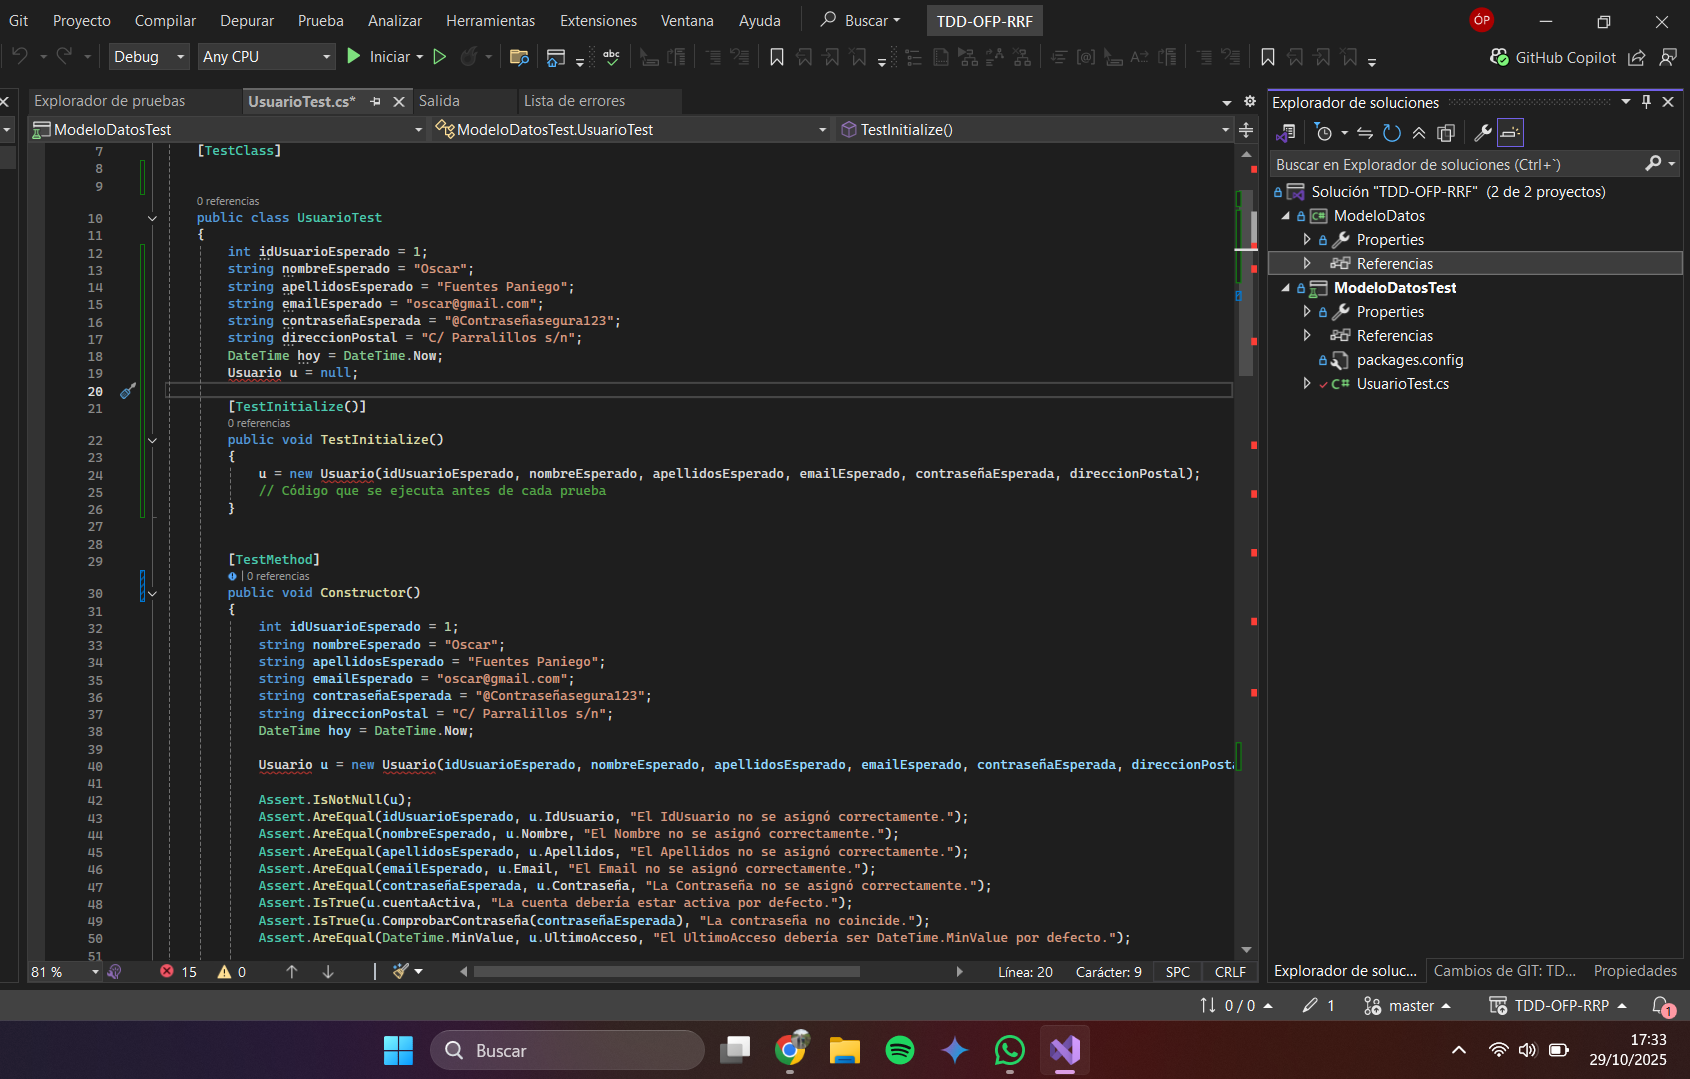 Git Proyecto Compilar Depurar Prueba Analizar Herramientas Extensiones Ventana Ayuda Buscar TDD-OFP-RRF ÓP
Debug Any CPU Iniciar abc GitHub Copilot
Explorador de pruebas UsuarioTest.cs* Salida Lista de errores
ModeloDatosTest ModeloDatosTest.UsuarioTest TestInitialize()
7 [TestClass]
8
9
0 referencias
10 public class UsuarioTest
11 {
12 int idUsuarioEsperado = 1;
13 string nombreEsperado = "Oscar";
14 string apellidosEsperado = "Fuentes Paniego";
15 string emailEsperado = "oscar@gmail.com";
16 string contraseñaEsperada = "@Contraseñasegura123";
17 string direccionPostal = "C/ Parralillos s/n";
18 DateTime hoy = DateTime.Now;
19 Usuario u = null;
20
21 [TestInitialize()]
0 referencias
22 public void TestInitialize()
23 {
24 u = new Usuario(idUsuarioEsperado, nombreEsperado, apellidosEsperado, emailEsperado, contraseñaEsperada, direccionPostal);
25 // Código que se ejecuta antes de cada prueba
26 }
27
28
29 [TestMethod]
| 0 referencias
30 public void Constructor()
31 {
32 int idUsuarioEsperado = 1;
33 string nombreEsperado = "Oscar";
34 string apellidosEsperado = "Fuentes Paniego";
35 string emailEsperado = "oscar@gmail.com";
36 string contraseñaEsperada = "@Contraseñasegura123";
37 string direccionPostal = "C/ Parralillos s/n";
38 DateTime hoy = DateTime.Now;
39
40 Usuario u = new Usuario(idUsuarioEsperado, nombreEsperado, apellidosEsperado, emailEsperado, contraseñaEsperada, direccionPosta
41
42 Assert.IsNotNull(u);
43 Assert.AreEqual(idUsuarioEsperado, u.IdUsuario, "El IdUsuario no se asignó correctamente.");
44 Assert.AreEqual(nombreEsperado, u.Nombre, "El Nombre no se asignó correctamente.");
45 Assert.AreEqual(apellidosEsperado, u.Apellidos, "El Apellidos no se asignó correctamente.");
46 Assert.AreEqual(emailEsperado, u.Email, "El Email no se asignó correctamente.");
47 Assert.AreEqual(contraseñaEsperada, u.Contraseña, "La Contraseña no se asignó correctamente.");
48 Assert.IsTrue(u.cuentaActiva, "La cuenta debería estar activa por defecto.");
49 Assert.IsTrue(u.ComprobarContraseña(contraseñaEsperada), "La contraseña no coincide.");
50 Assert.AreEqual(DateTime.MinValue, u.UltimoAcceso, "El UltimoAcceso debería ser DateTime.MinValue por defecto.");
51
81 % 15 0 Línea: 20 Carácter: 9 SPC CRLF
Explorador de soluciones
Buscar en Explorador de soluciones (Ctrl+`)
Solución "TDD-OFP-RRF" (2 de 2 proyectos)
C# ModeloDatos
Properties
Referencias
ModeloDatosTest
Properties
Referencias
packages.config
C# UsuarioTest.cs
Explorador de soluc... Cambios de GIT: TD... Propiedades
0 / 0 1 master TDD-OFP-RRP 1
Buscar
17:33
29/10/2025